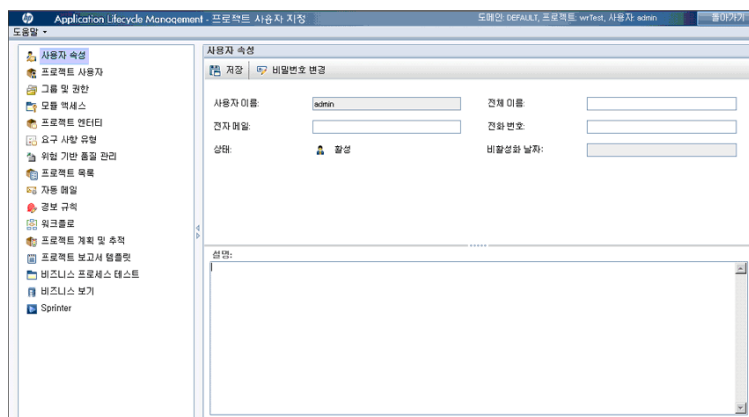 hp Application Lifecycle Management - 프로젝트 사용자 지정 도메인: DEFAULT, 프로젝트: wrTest, 사용자: admin 돌아가기
도움말
사용자 속성
프로젝트 사용자
그룹 및 권한
모듈 액세스
프로젝트 엔터티
요구 사항 유형
위험 기반 품질 관리
프로젝트 목록
자동 메일
경보 규칙
워크플로
프로젝트 계획 및 추적
프로젝트 보고서 템플릿
비즈니스 프로세스 테스트
비즈니스 보기
Sprinter
사용자 속성
저장 비밀번호 변경
사용자 이름: admin 전체 이름:
전자 메일: 전화 번호:
상태: 활성 비활성화 날짜:
설명: